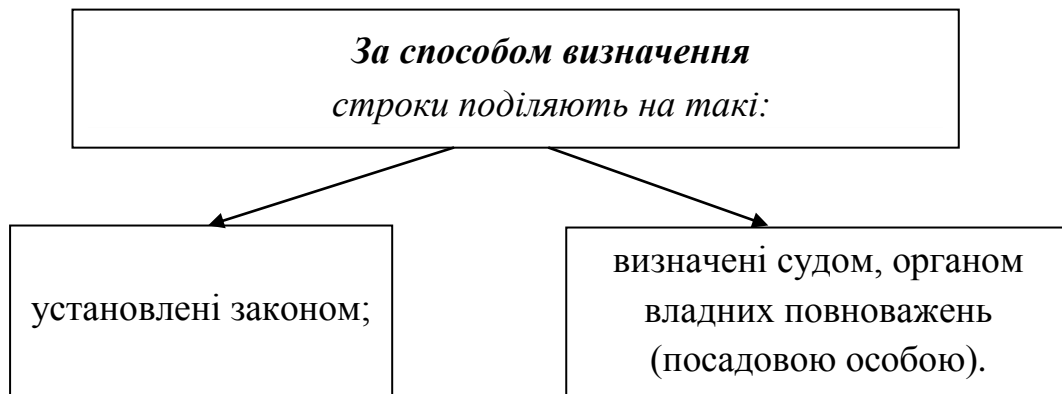 За способом визначення
строки поділяють на такі:
установлені законом;
визначені судом, органом
владних повноважень
(посадовою особою).